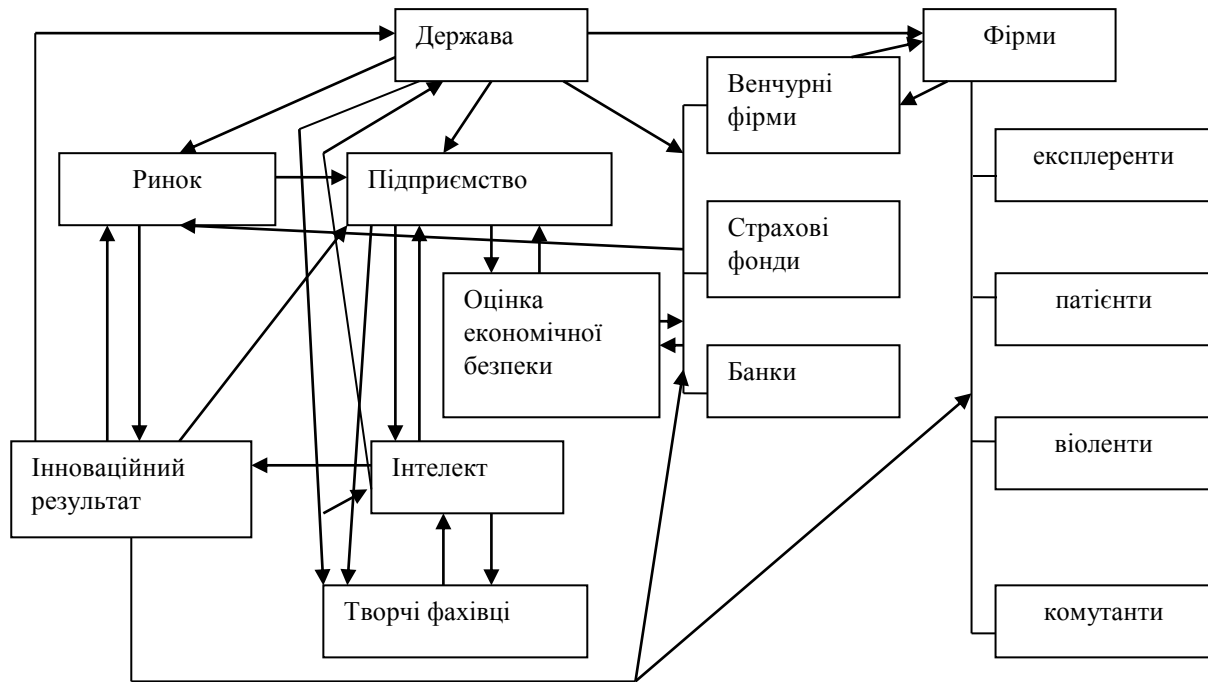 Держава
Фірми
Венчурні
фірми
експлеренти
Ринок
Підприємство
Страхові
фонди
Оцінка
економічної
безпеки
патієнти
Банки
Інноваційний
результат
Інтелект
віоленти
Творчі фахівці
комутанти